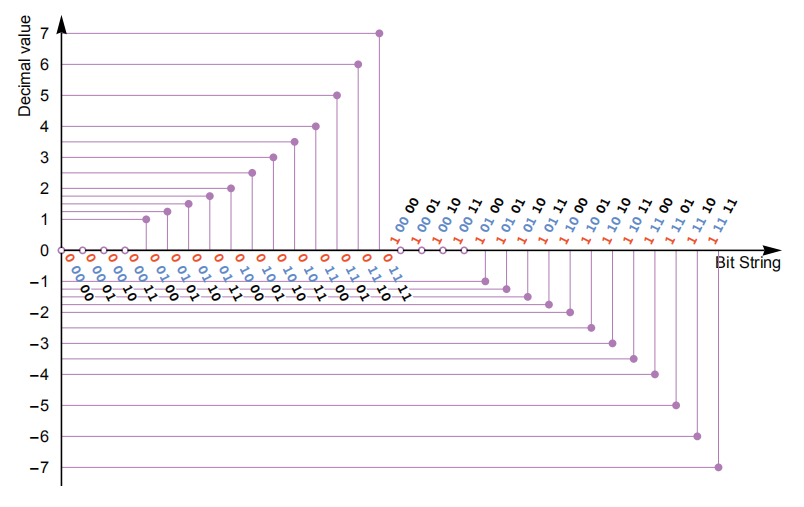 Decimal value
7
6
5
4
3
2
1
0
−1
−2
−3
−4
−5
−6
−7
0 00 00
0 00 01
0 00 10
0 00 11
0 01 00
0 01 01
0 01 10
0 01 11
0 10 00
0 10 01
0 10 10
0 10 11
0 11 00
0 11 01
0 11 10
0 11 11
1 00 00
1 00 01
1 00 10
1 00 11
1 01 00
1 01 01
1 01 10
1 01 11
1 10 00
1 10 01
1 10 10
1 10 11
1 11 00
1 11 01
1 11 10
1 11 11
Bit String